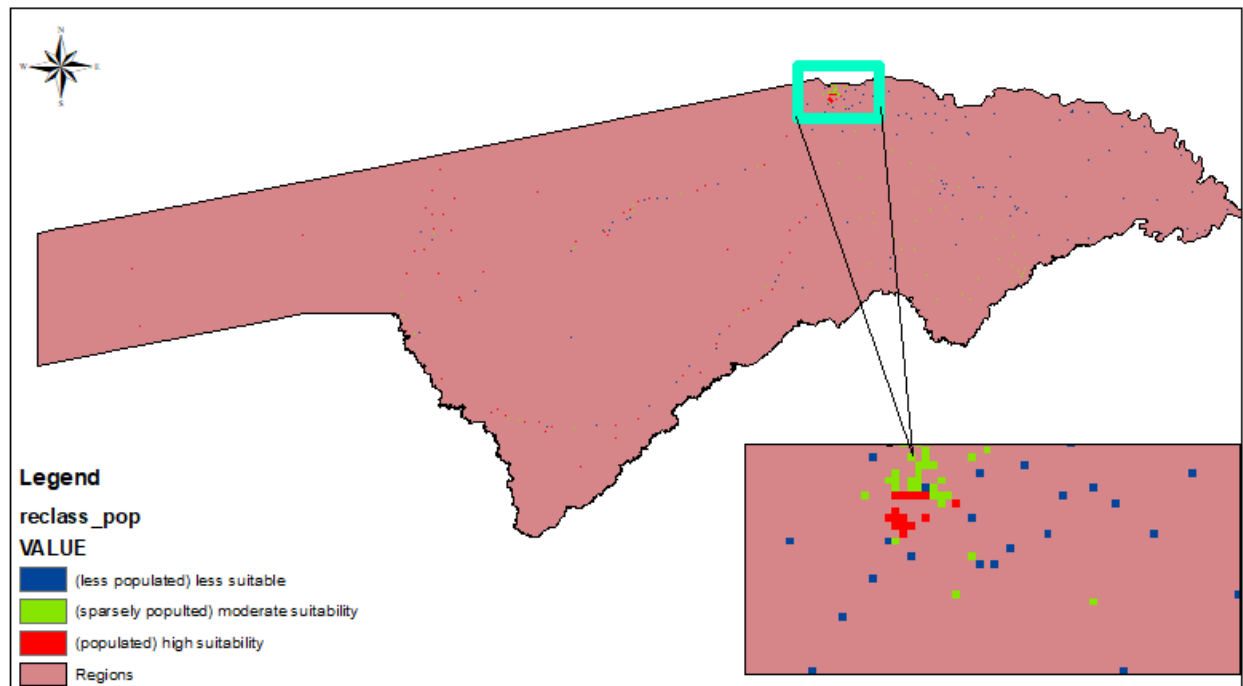 N
W
E
S
Legend
reclass_pop
VALUE
(less populated) less suitable
(sparsely populted) moderate suitability
(populated) high suitability
Regions